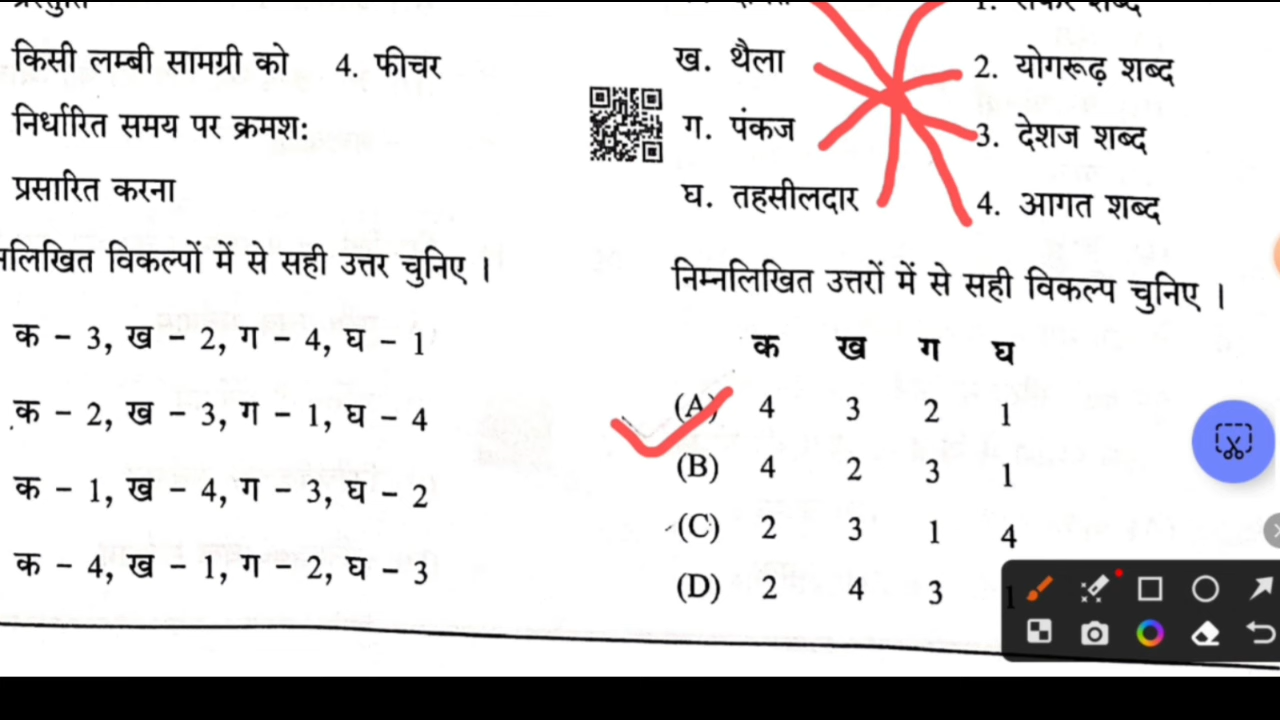 किसी लम्बी सामग्री को 4. फीचर
निर्धारित समय पर क्रमश:
प्रसारित करना
विकल्पों में से सही उत्तर चुनिए ।
क - 3, ख - 2, ग - 4, घ - 1
क - 2, ख - 3, ग - 1, घ - 4
क - 1, ख - 4, ग - 3, घ - 2
क - 4, ख - 1, ग - 2, घ - 3
1. शब्द
ख. थैला 2. योगरूढ़ शब्द
ग. पंकज 3. देशज शब्द
घ. तहसीलदार 4. आगत शब्द
निम्नलिखित उत्तरों में से सही विकल्प चुनिए ।
क ख ग घ
(A) 4 3 2 1
(B) 4 2 3 1
(C) 2 3 1 4
(D) 2 4 3 1